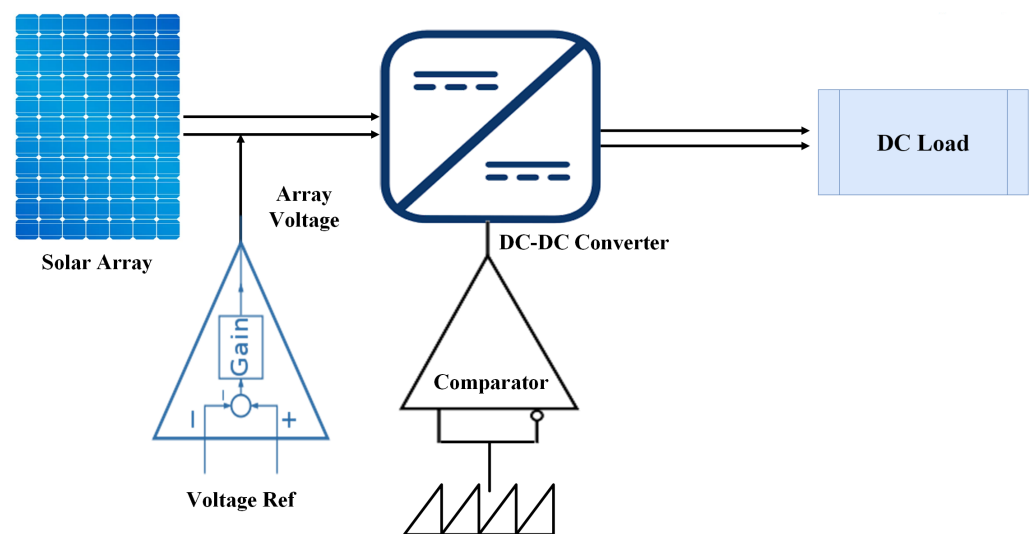 Array
Voltage
DC Load
Solar Array
DC-DC Converter
Gain
Comparator
Voltage Ref
- +
-